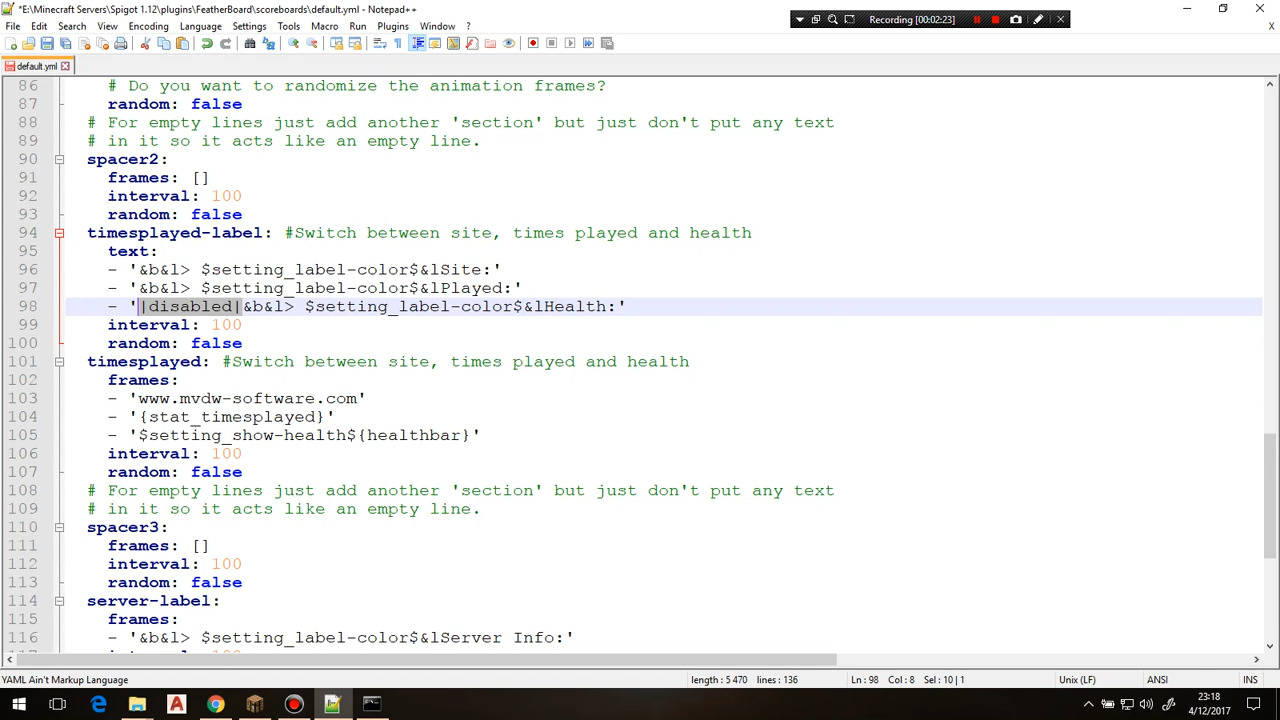 *E:\Minecraft Servers\Spigot 1.12\plugins\FeatherBoard\scoreboards\default.yml - Notepad++
Recording [00:02:23]
File Edit Search View Encoding Language Settings Tools Macro Run Plugins Window ?
default.yml
86 # Do you want to randomize the animation frames?
87 random: false
88 # For empty lines just add another 'section' but just don't put any text
89 # in it so it acts like an empty line.
90 spacer2:
91 frames: []
92 interval: 100
93 random: false
94 timesplayed-label: #Switch between site, times played and health
95 text:
96 - '&b&l> $setting_label-color$&lSite:'
97 - '&b&l> $setting_label-color$&lPlayed:'
98 - '|disabled|&b&l> $setting_label-color$&lHealth:'
99 interval: 100
100 random: false
101 timesplayed: #Switch between site, times played and health
102 frames:
103 - 'www.mvdw-software.com'
104 - '{stat_timesplayed}'
105 - '$setting_show-health${healthbar}'
106 interval: 100
107 random: false
108 # For empty lines just add another 'section' but just don't put any text
109 # in it so it acts like an empty line.
110 spacer3:
111 frames: []
112 interval: 100
113 random: false
114 server-label:
115 frames:
116 - '&b&l> $setting_label-color$&lServer Info:'
YAML Ain't Markup Language length : 5 470 lines : 136 Ln : 98 Col : 8 Sel : 10 | 1 Unix (LF) ANSI INS
23:18
4/12/2017